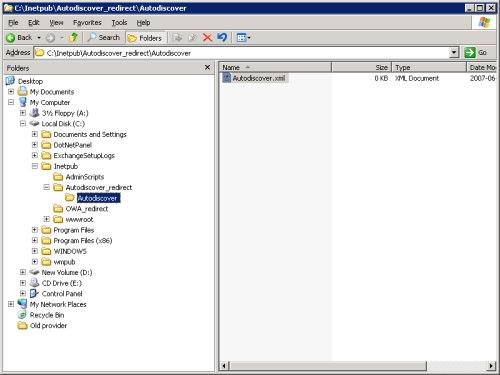 C:\Inetpub\Autodiscover_redirect\Autodiscover
File Edit View Favorites Tools Help
Back Search Folders
Address C:\Inetpub\Autodiscover_redirect\Autodiscover Go
Folders
Desktop
My Documents
My Computer
3½ Floppy (A:)
Local Disk (C:)
Documents and Settings
DotNetPanel
ExchangeSetupLogs
Inetpub
AdminScripts
Autodiscover_redirect
Autodiscover
OWA_redirect
wwwroot
Program Files
Program Files (x86)
WINDOWS
wmpub
New Volume (D:)
CD Drive (E:)
Control Panel
My Network Places
Recycle Bin
Old provider
Name Size Type Date Mo
Autodiscover.xml 0 KB XML Document 2007-06